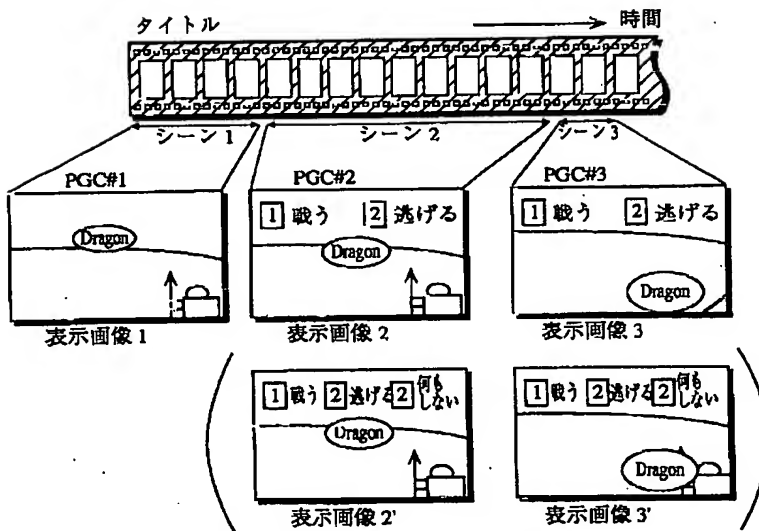 タイトル 時間
シーン 1 シーン 2 シーン3
PGC#1 PGC#2 PGC#3
Dragon
表示画像 1
1 戦う 2 逃げる
Dragon
表示画像 2
1 戦う 2 逃げる
Dragon
表示画像 3
1 戦う 2 逃げる 2 何もしない
Dragon
表示画像 2'
1 戦う 2 逃げる 2 何もしない
Dragon
表示画像 3'